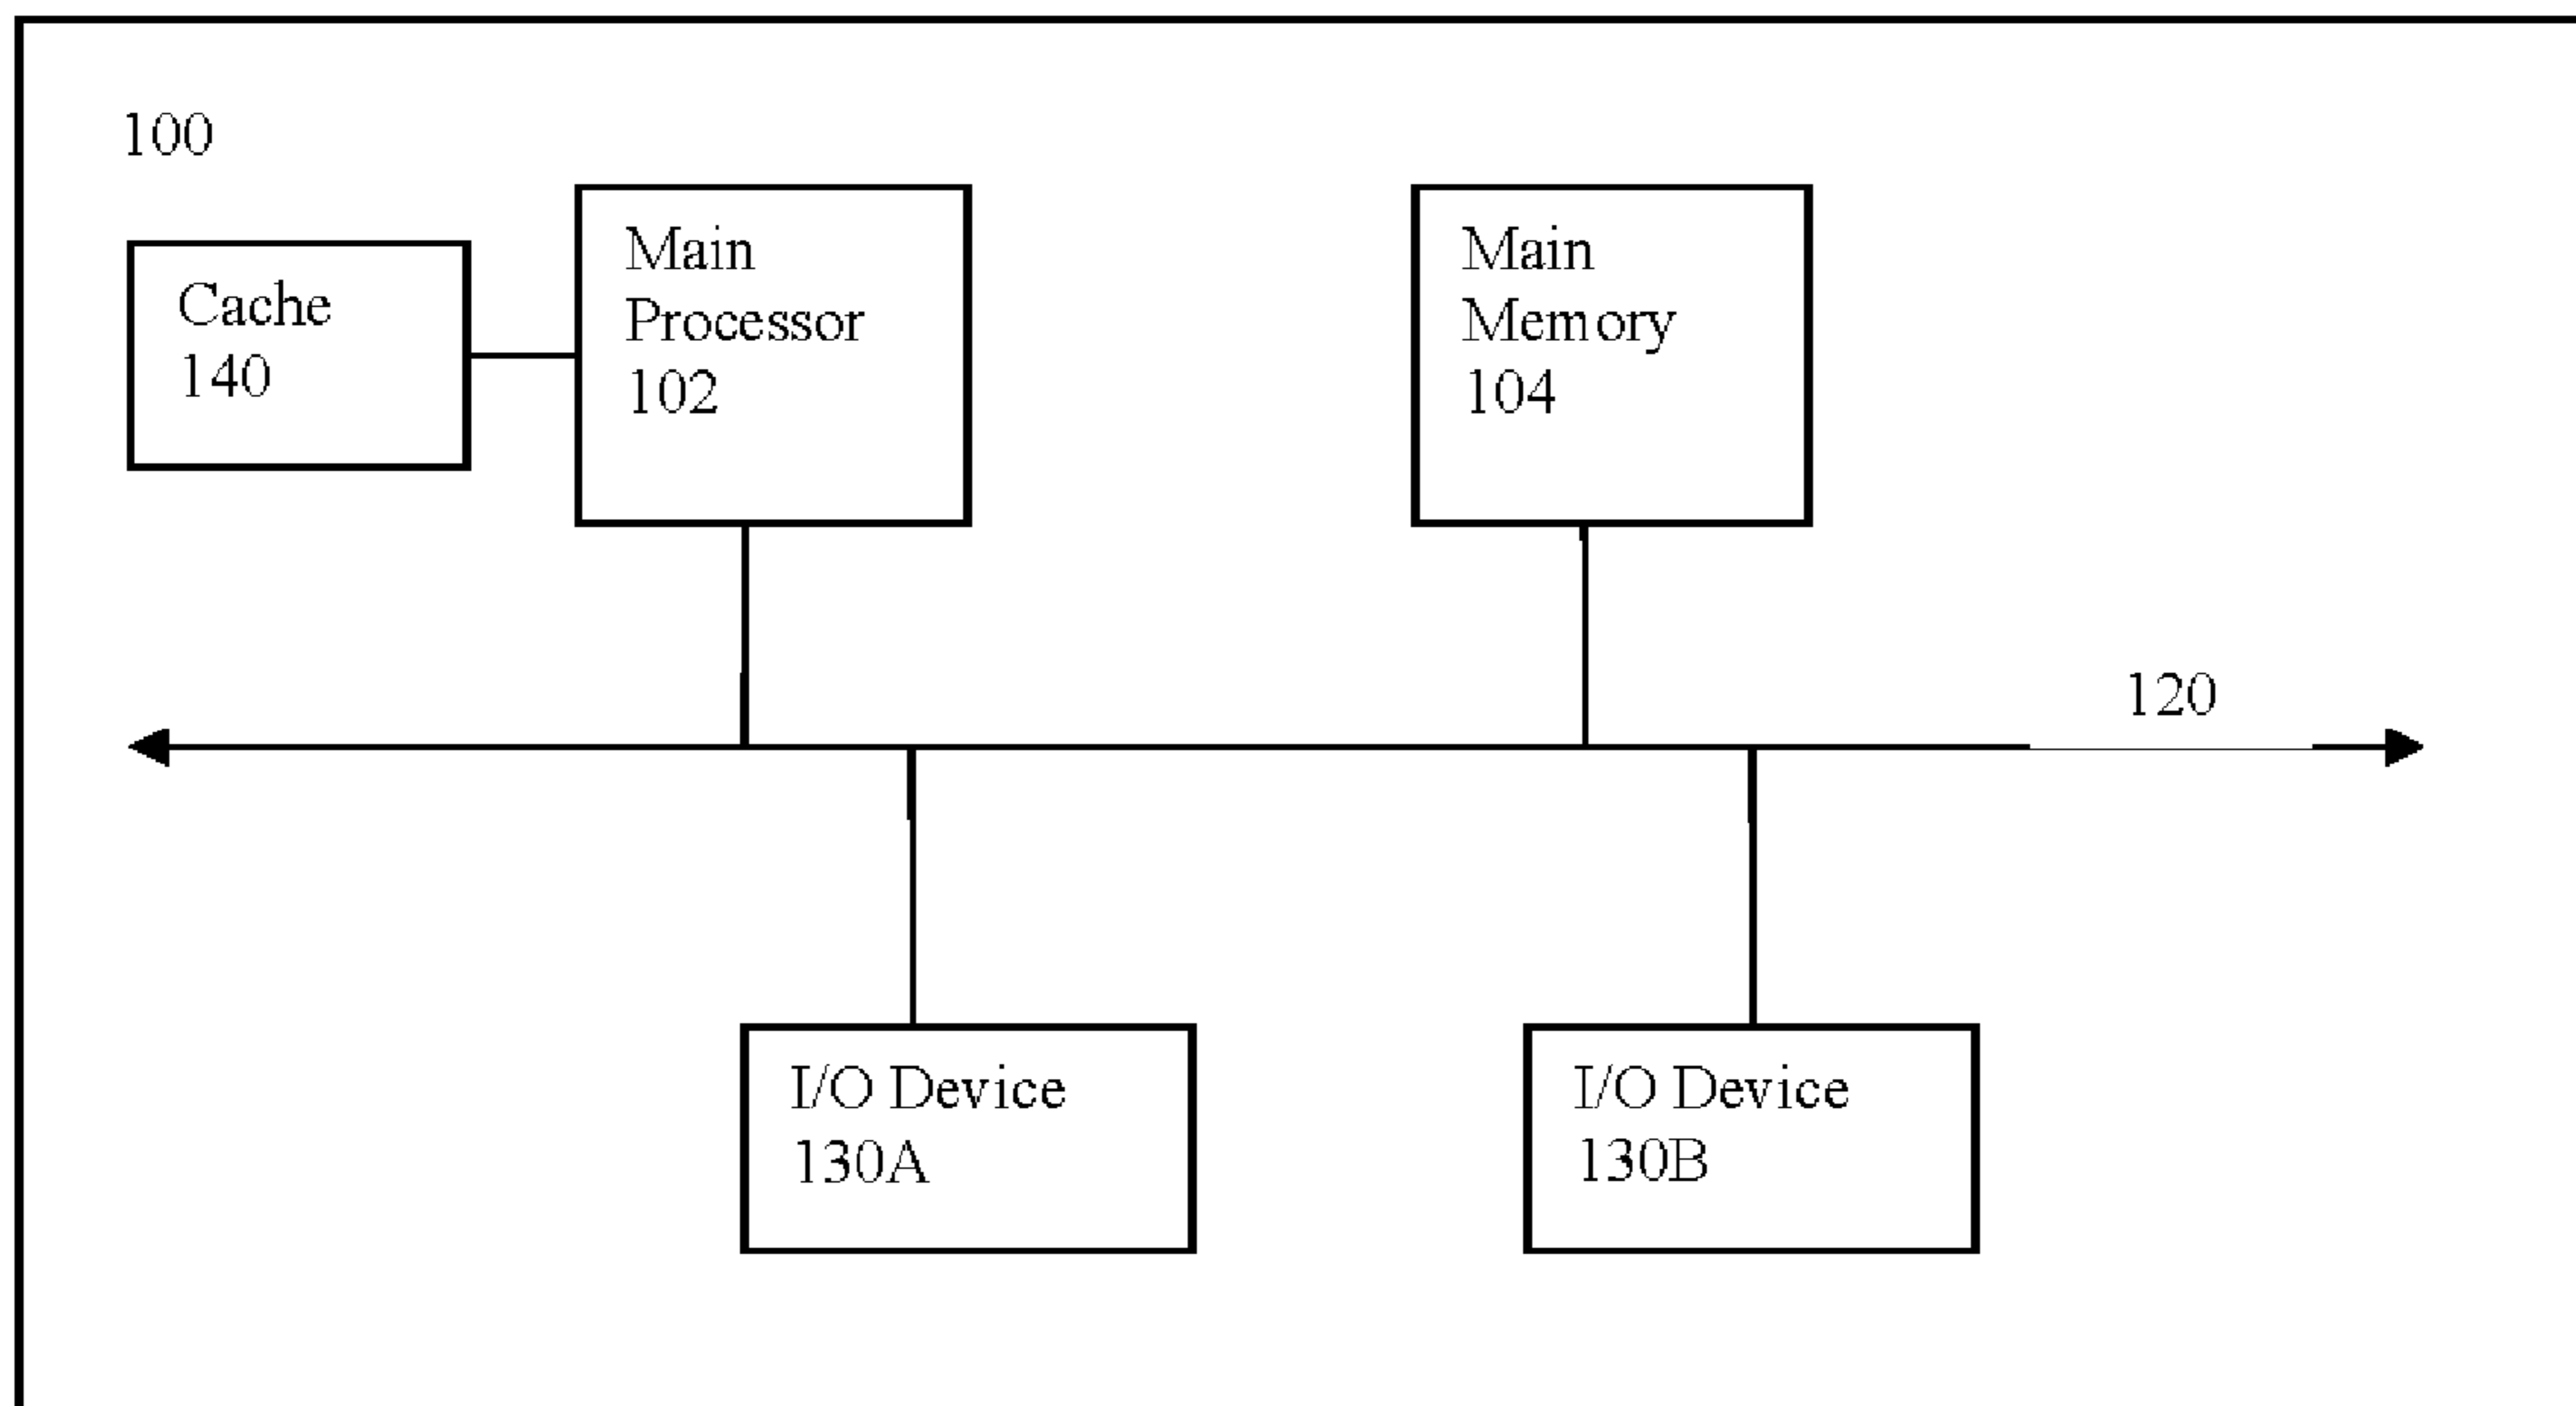 100
Cache
140
Main
Processor
102
Main
Memory
104
120
I/O Device
130A
I/O Device
130B